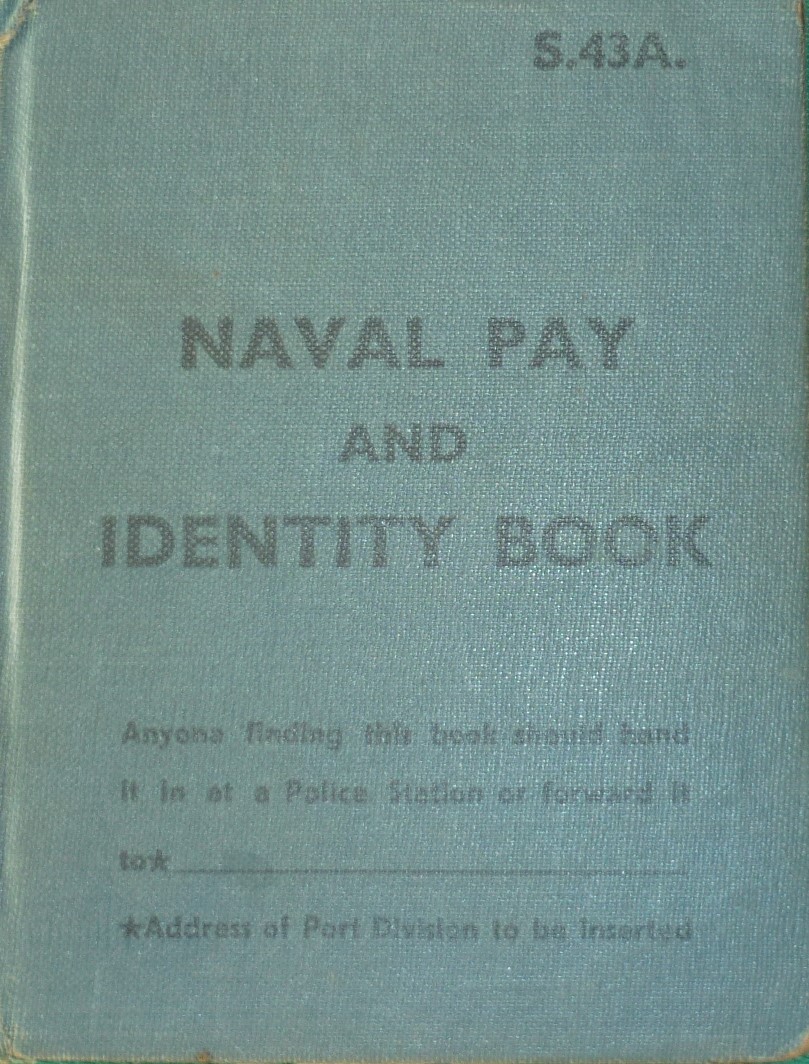 S.43A.
NAVAL PAY
AND
IDENTITY BOOK
Anyone finding this book should hand
it in at a Police Station or forward it
to★
★Address of Port Division to be inserted